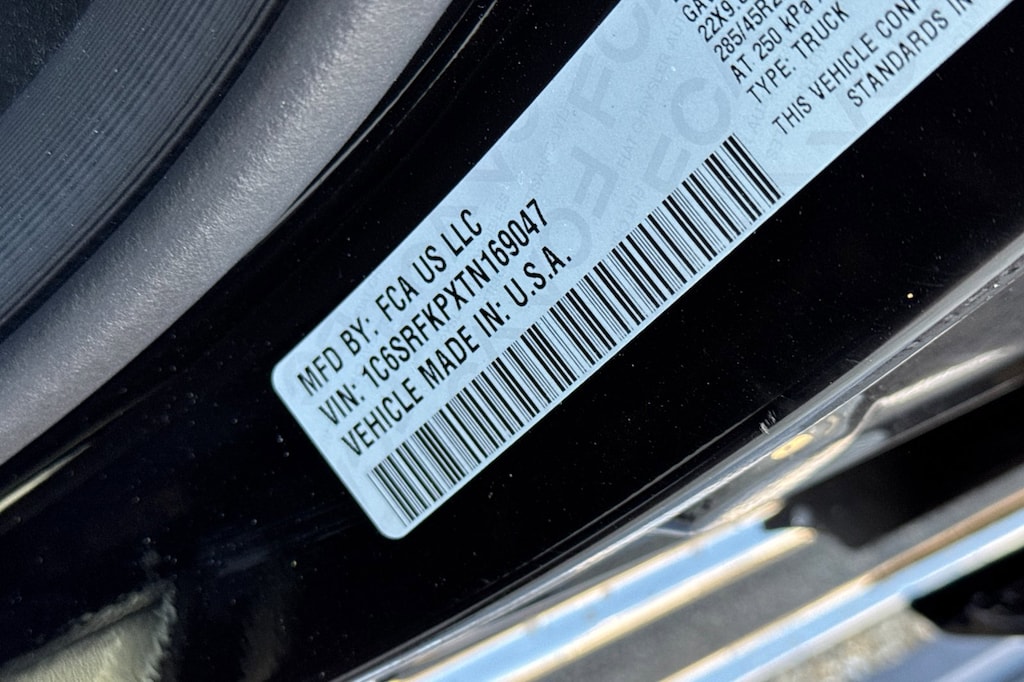 MFD BY: FCA US LLC
VIN: 1C6SRFKPXTN169047
VEHICLE MADE IN: U.S.A.
22X9.
285/45R2
AT 250 kPa
TYPE: TRUCK
THIS VEHICLE CONF
STANDARDS IN